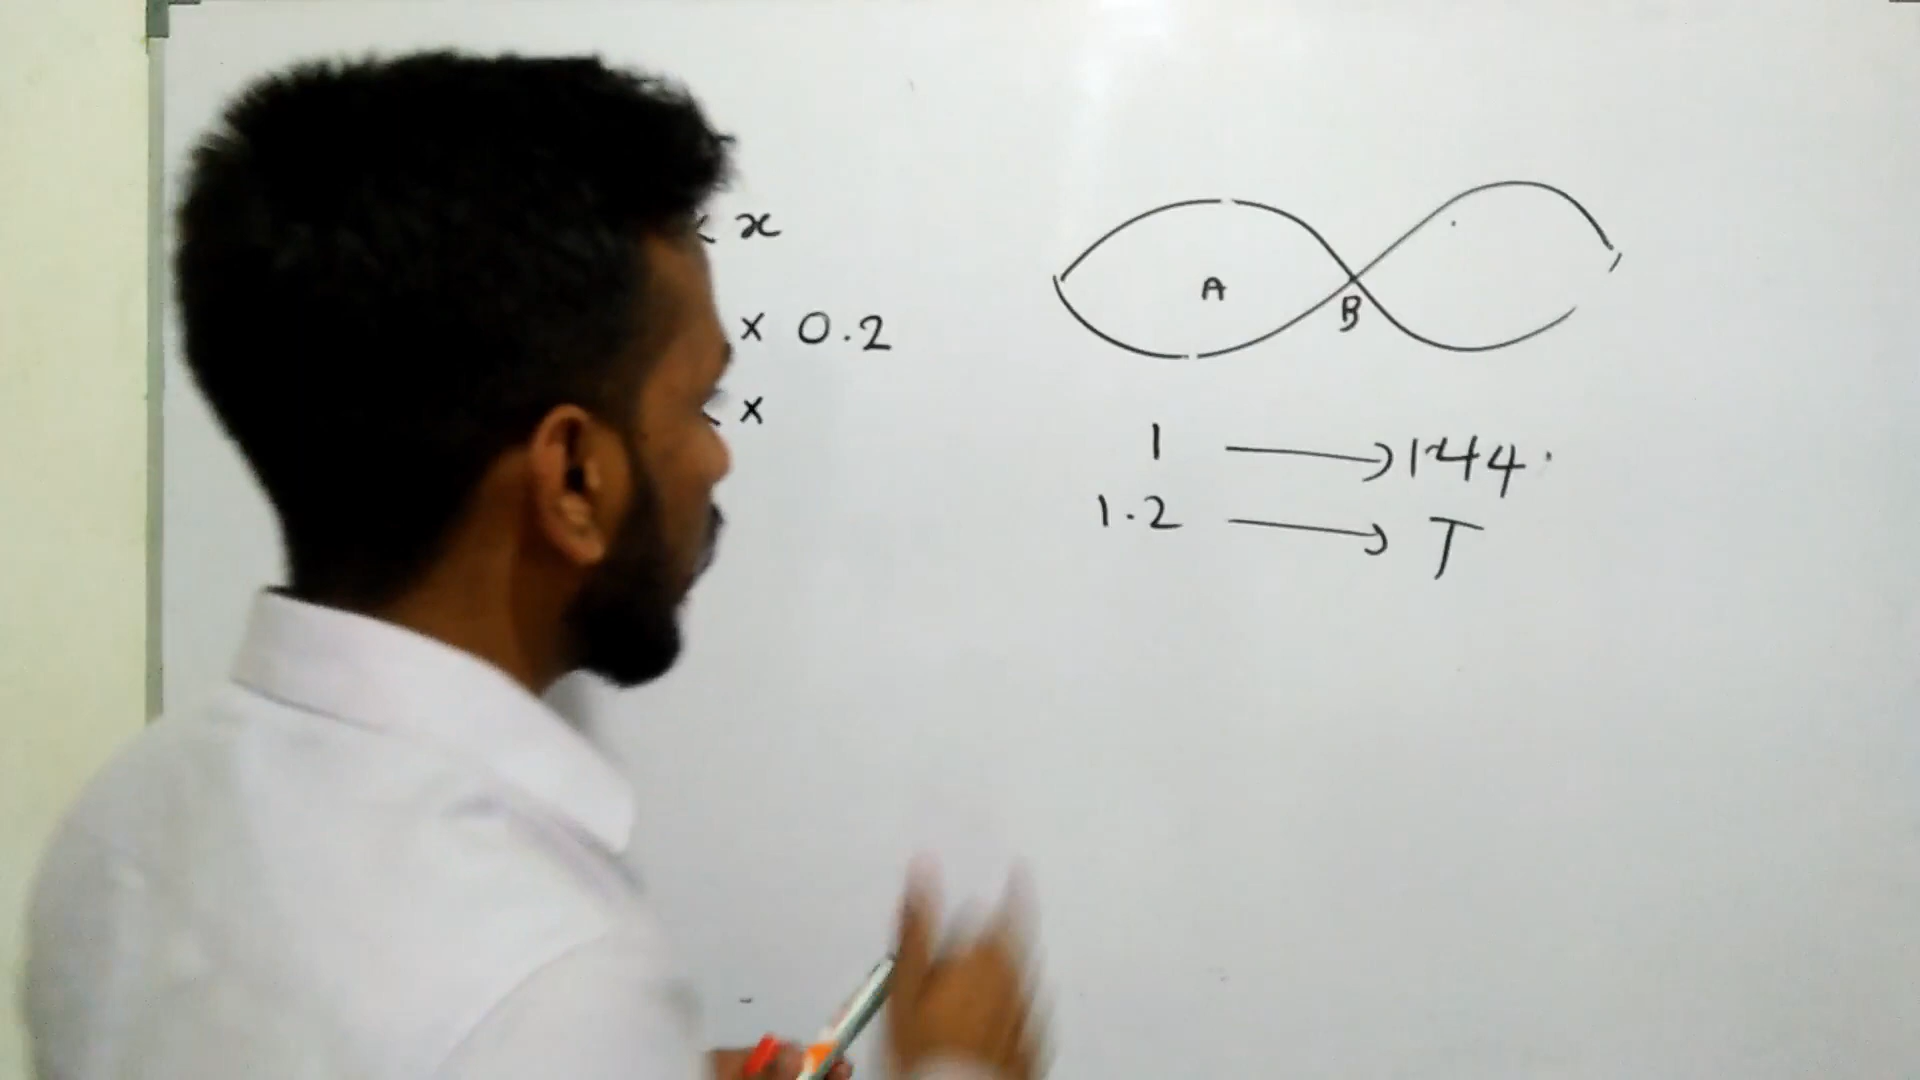 x
× 0.2
×
A
B
1 → 144
1.2 → T